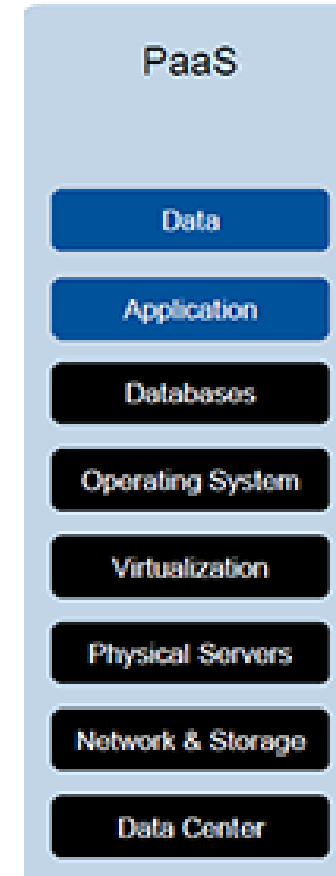 PaaS
Data
Application
Databases
Operating System
Virtualization
Physical Servers
Network & Storage
Data Center